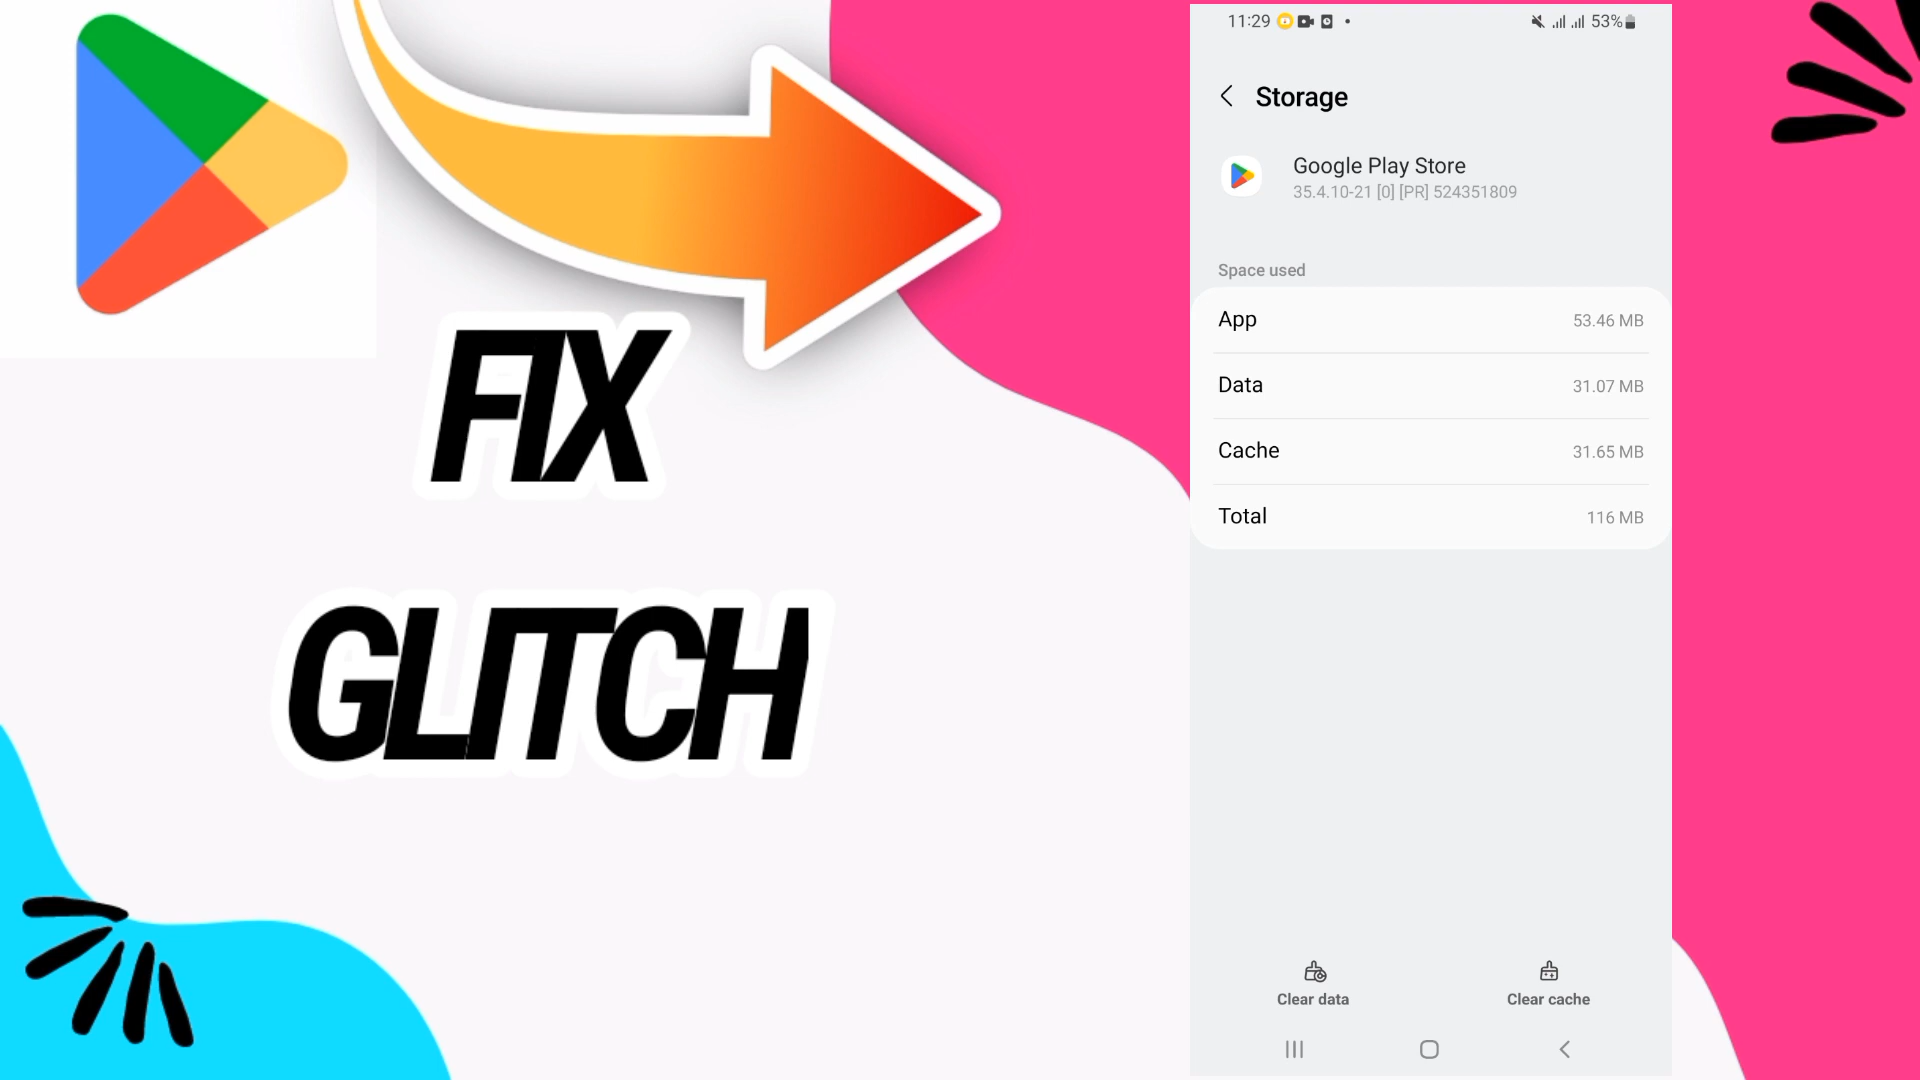 FIX
GLITCH
11:29 53%
Storage
Google Play Store
35.4.10-21 [0] [PR] 524351809
Space used
App 53.46 MB
Data 31.07 MB
Cache 31.65 MB
Total 116 MB
Clear data Clear cache